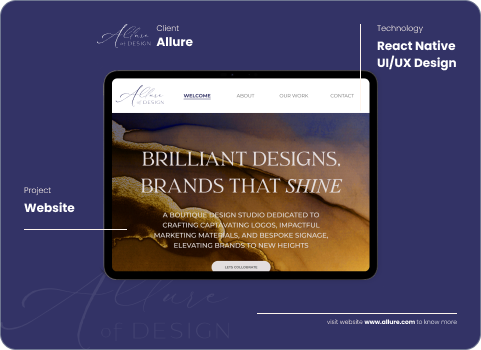 Allure
OF DESIGN
Client
Allure
Technology
React Native
UI/UX Design
Allure
OF DESIGN
WELCOME
ABOUT
OUR WORK
CONTACT
BRILLIANT DESIGNS.
BRANDS THAT SHINE
A BOUTIQUE DESIGN STUDIO DEDICATED TO
CRAFTING CAPTAVATING LOGOS, IMPACTFUL
MARKETING MATERIALS, AND BESPOKE SIGNAGE,
ELEVATING BRANDS TO NEW HEIGHTS
LET'S COLLABORATE
Project
Website
Allure
OF DESIGN
visit website www.allure.com to know more